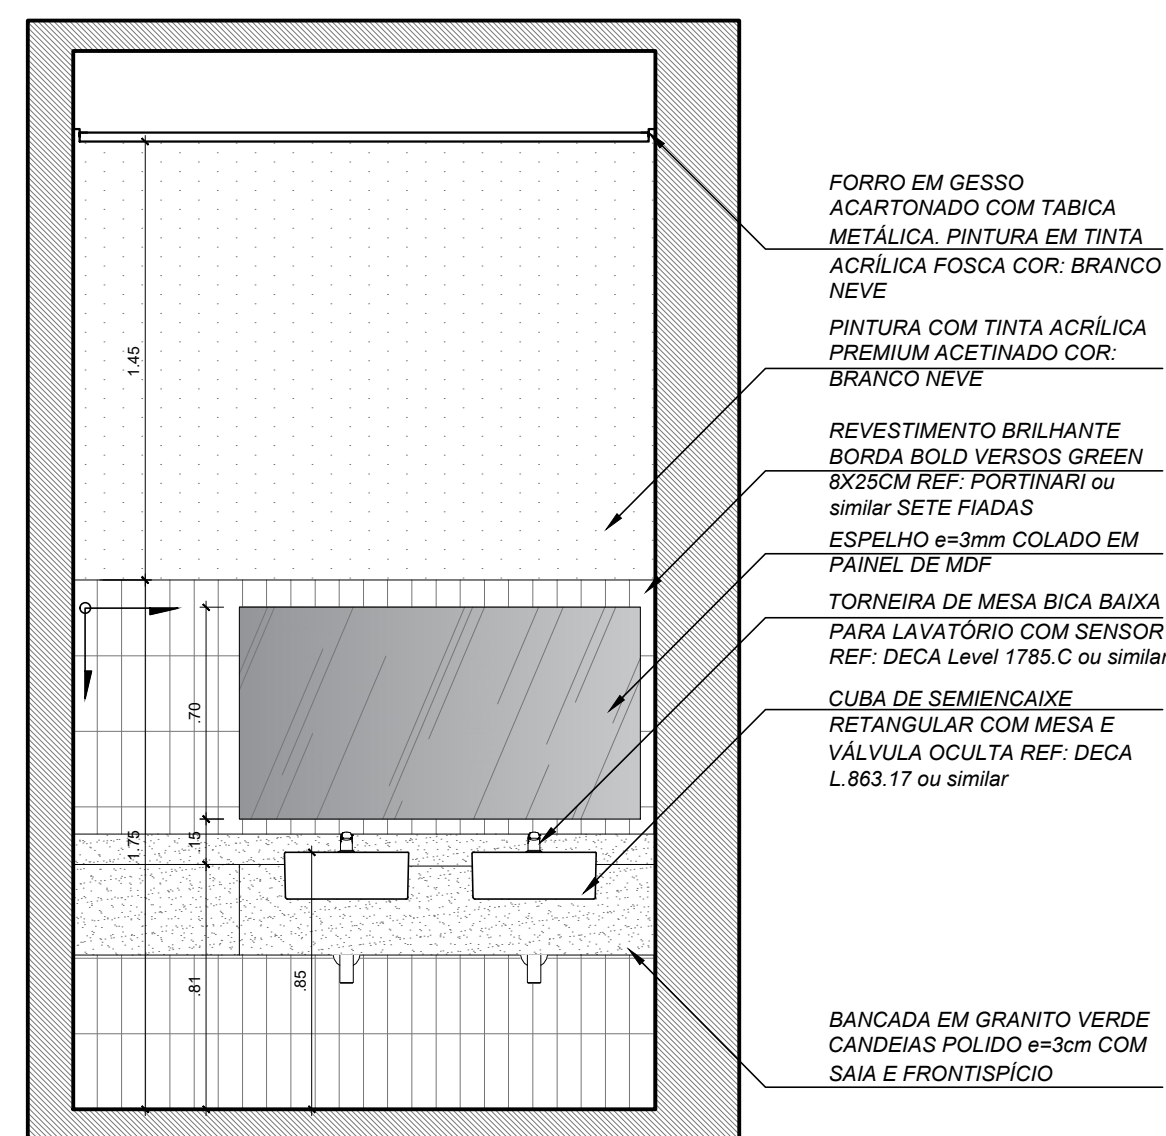 FORRO EM GESSO
ACARTONADO COM TABICA
METÁLICA. PINTURA EM TINTA
ACRÍLICA FOSCA COR: BRANCO
NEVE
PINTURA COM TINTA ACRÍLICA
PREMIUM ACETINADO COR:
BRANCO NEVE
REVESTIMENTO BRILHANTE
BORDA BOLD VERSOS GREEN
8X25CM REF: PORTINARI ou
similar SETE FIADAS
ESPELHO e=3mm COLADO EM
PAINEL DE MDF
TORNEIRA DE MESA BICA BAIXA
PARA LAVATÓRIO COM SENSOR
REF: DECA Level 1785.C ou similar
CUBA DE SEMIENCAIXE
RETANGULAR COM MESA E
VÁLVULA OCULTA REF: DECA
L.863.17 ou similar
BANCADA EM GRANITO VERDE
CANDEIAS POLIDO e=3cm COM
SAIA E FRONTISPÍCIO
1.45
.70
1.75
.15
.81
.85